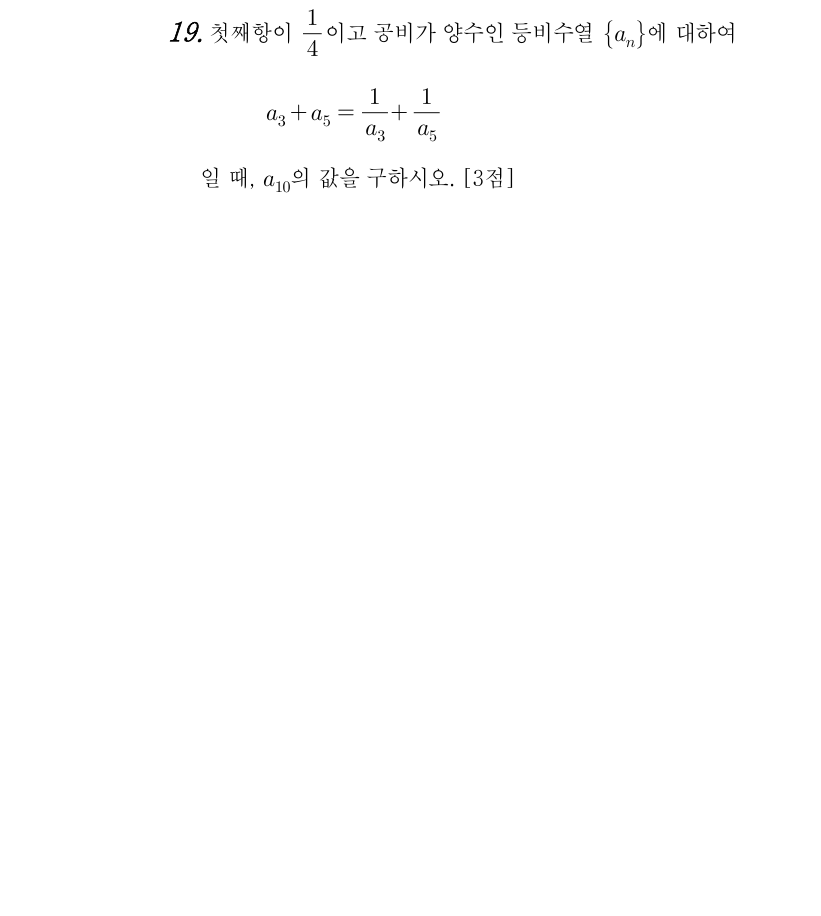 19. 첫째항이 $\frac{1}{4}$이고 공비가 양수인 등비수열 $\{a_n\}$에 대하여
$a_3+a_5=\frac{1}{a_3}+\frac{1}{a_5}$
일 때, $a_{10}$의 값을 구하시오. [3점]